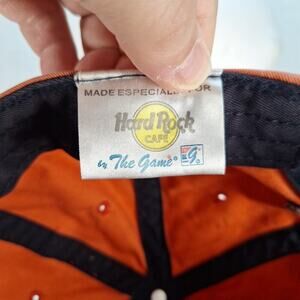 MADE ESPECIALLY FOR
Hard Rock
CAFE
by The Game®